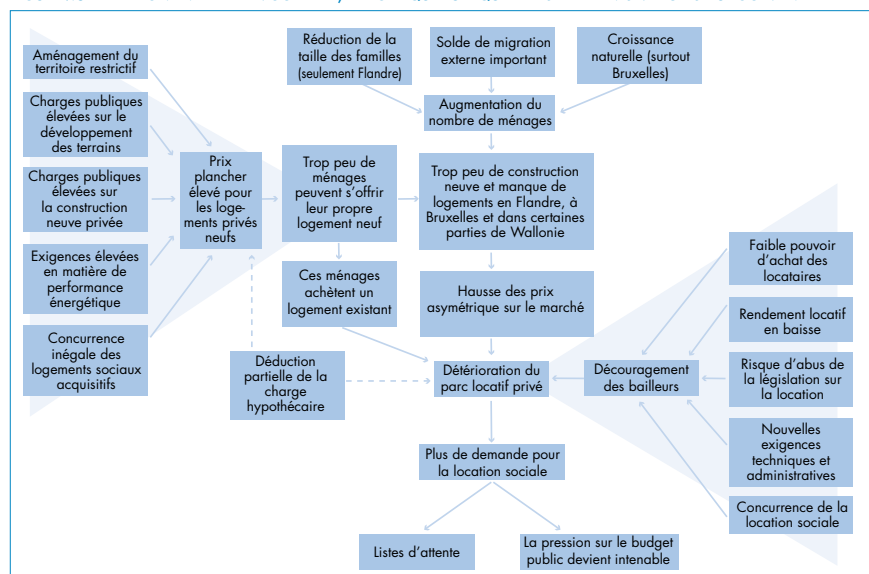 Réduction de la
taille des familles
(seulement Flandre)
Solde de migration
externe important
Croissance
naturelle (surtout
Bruxelles)
Aménagement du
territoire restrictif
Augmentation du
nombre de ménages
Charges publiques
élevées sur le
développement
des terrains
Prix
plancher
élevé pour
les loge-
ments privés
neufs
Trop peu de
ménages
peuvent s’offrir
leur propre
logement neuf
Trop peu de construction
neuve et manque de
logements en Flandre, à
Bruxelles et dans certaines
parties de Wallonie
Charges publiques
élevées sur
la construction
neuve privée
Exigences élevées
en matière de
performance
énergétique
Ces ménages
achètent un
logement existant
Hausse des prix
asymétrique sur le marché
Faible pouvoir
d’achat des
locataires
Rendement locatif
en baisse
Concurrence
inégale des
logements sociaux
acquisitifs
Déduction
partielle de la
charge
hypothécaire
Détérioration du
parc locatif privé
Découragement
des bailleurs
Risque d’abus de
la législation sur
la location
Nouvelles
exigences
techniques et
administratives
Plus de demande pour
la location sociale
Concurrence de la
location sociale
Listes d’attente
La pression sur le budget
public devient intenable